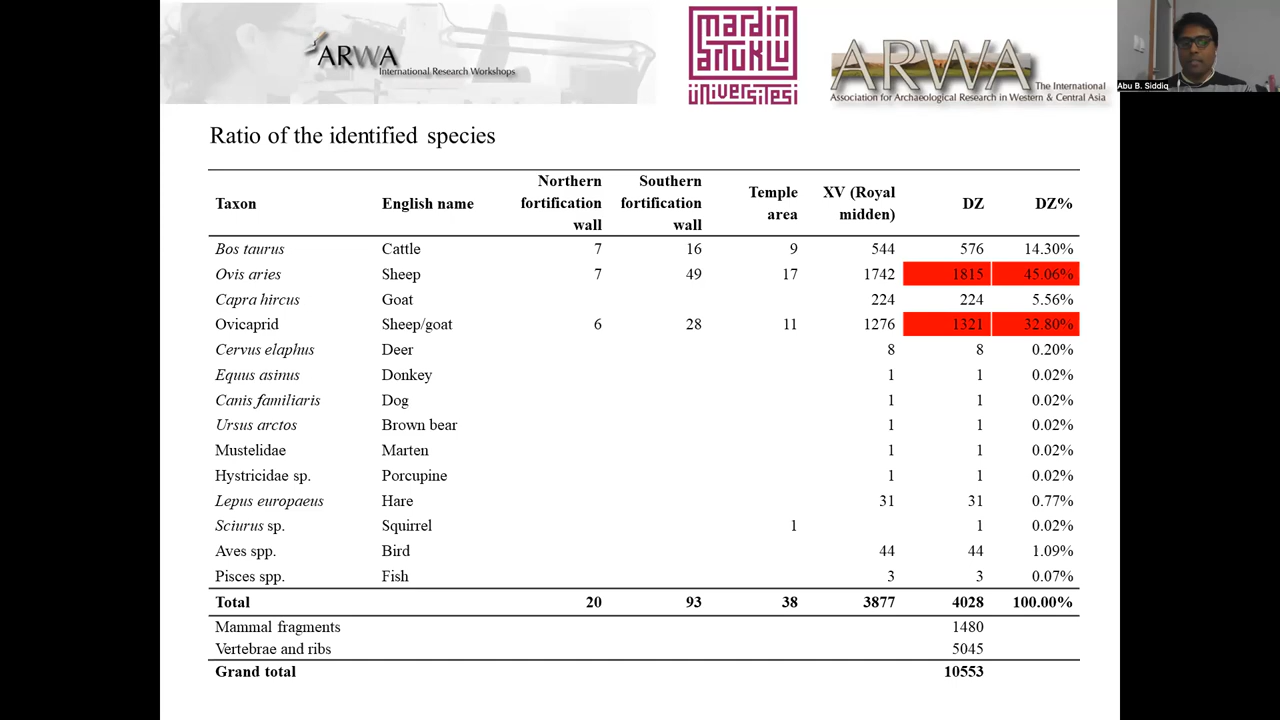 ARWA
International Research Workshops
mardin
artuklu
üniversitesi
ARWA
The International
Association for Archaeological Research in Western & Central Asia
Abu B. Siddiq
Ratio of the identified species
Taxon English name Northern fortification wall Southern fortification wall Temple area XV (Royal midden) DZ DZ%
Bos taurus Cattle 7 16 9 544 576 14.30%
Ovis aries Sheep 7 49 17 1742 1815 45.06%
Capra hircus Goat 224 224 5.56%
Ovicaprid Sheep/goat 6 28 11 1276 1321 32.80%
Cervus elaphus Deer 8 8 0.20%
Equus asinus Donkey 1 1 0.02%
Canis familiaris Dog 1 1 0.02%
Ursus arctos Brown bear 1 1 0.02%
Mustelidae Marten 1 1 0.02%
Hystricidae sp. Porcupine 1 1 0.02%
Lepus europaeus Hare 31 31 0.77%
Sciurus sp. Squirrel 1 1 0.02%
Aves spp. Bird 44 44 1.09%
Pisces spp. Fish 3 3 0.07%
Total 20 93 38 3877 4028 100.00%
Mammal fragments 1480
Vertebrae and ribs 5045
Grand total 10553